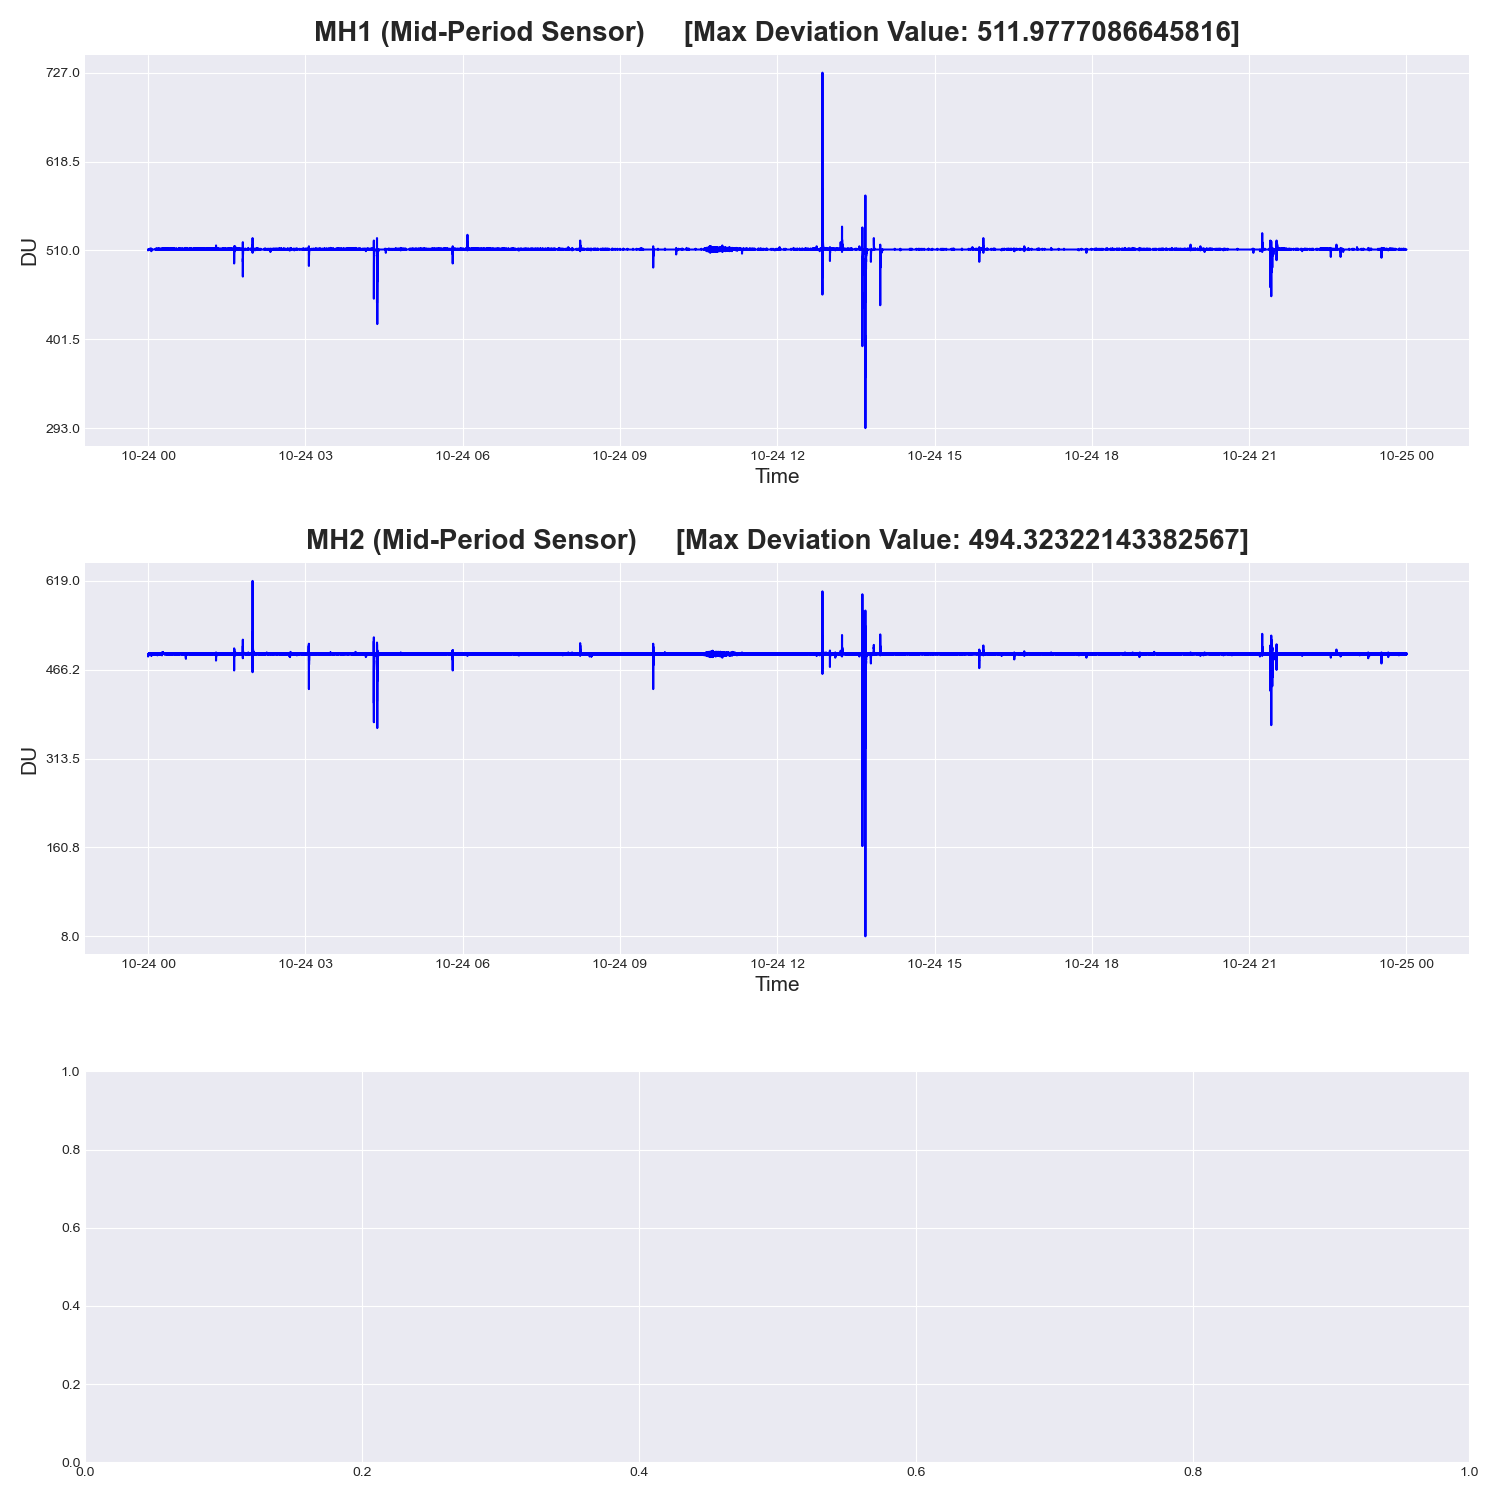 MH1 (Mid-Period Sensor) [Max Deviation Value: 511.9777086645816]
727.0
618.5
510.0
401.5
293.0
DU
10-24 00 10-24 03 10-24 06 10-24 09 10-24 12 10-24 15 10-24 18 10-24 21 10-25 00
Time
MH2 (Mid-Period Sensor) [Max Deviation Value: 494.32322143382567]
619.0
466.2
313.5
160.8
8.0
DU
10-24 00 10-24 03 10-24 06 10-24 09 10-24 12 10-24 15 10-24 18 10-24 21 10-25 00
Time
1.0
0.8
0.6
0.4
0.2
0.0
0.0 0.2 0.4 0.6 0.8 1.0